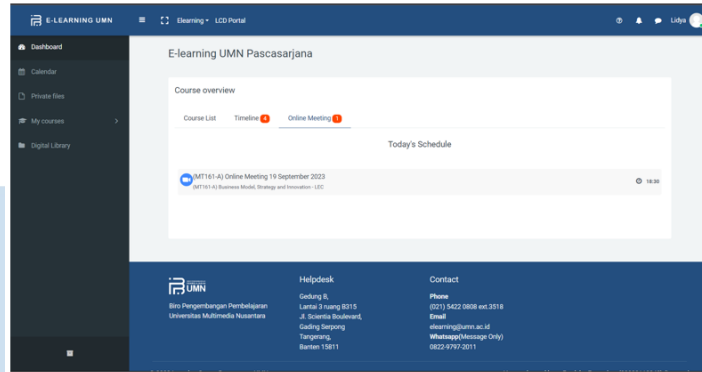 E-LEARNING UMN
Elearning LCD Portal
Lidya
Dashboard
Calendar
Private files
My courses
Digital Library
E-learning UMN Pascasarjana
Course overview
Course List Timeline 4 Online Meeting 1
Today's Schedule
(MT161-A) Online Meeting 19 September 2023
(MT161-A) Business Model, Strategy and Innovation - LEC
18:30
UMN
Biro Pengembangan Pembelajaran
Universitas Multimedia Nusantara
Helpdesk
Gedung B,
Lantai 3 ruang B315
Jl. Scientia Boulevard,
Gading Serpong
Tangerang,
Banten 15811
Contact
Phone
(021) 5422 0808 ext.3518
Email
elearning@umn.ac.id
Whatsapp(Message Only)
0822-9797-2011